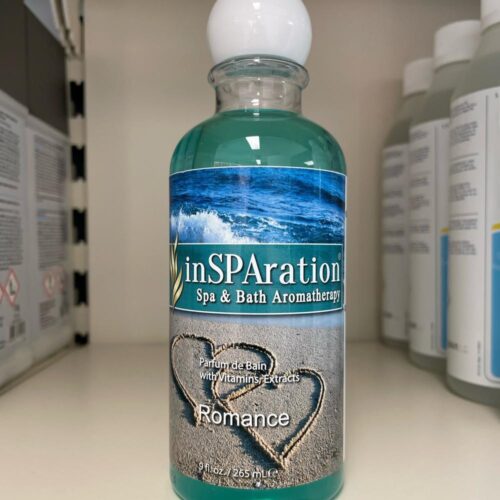 inSPAration®
Spa & Bath Aromatherapy
Parfum de Bain
with Vitamins, Extracts
Romance
9 fl.oz. / 265 mL ℮